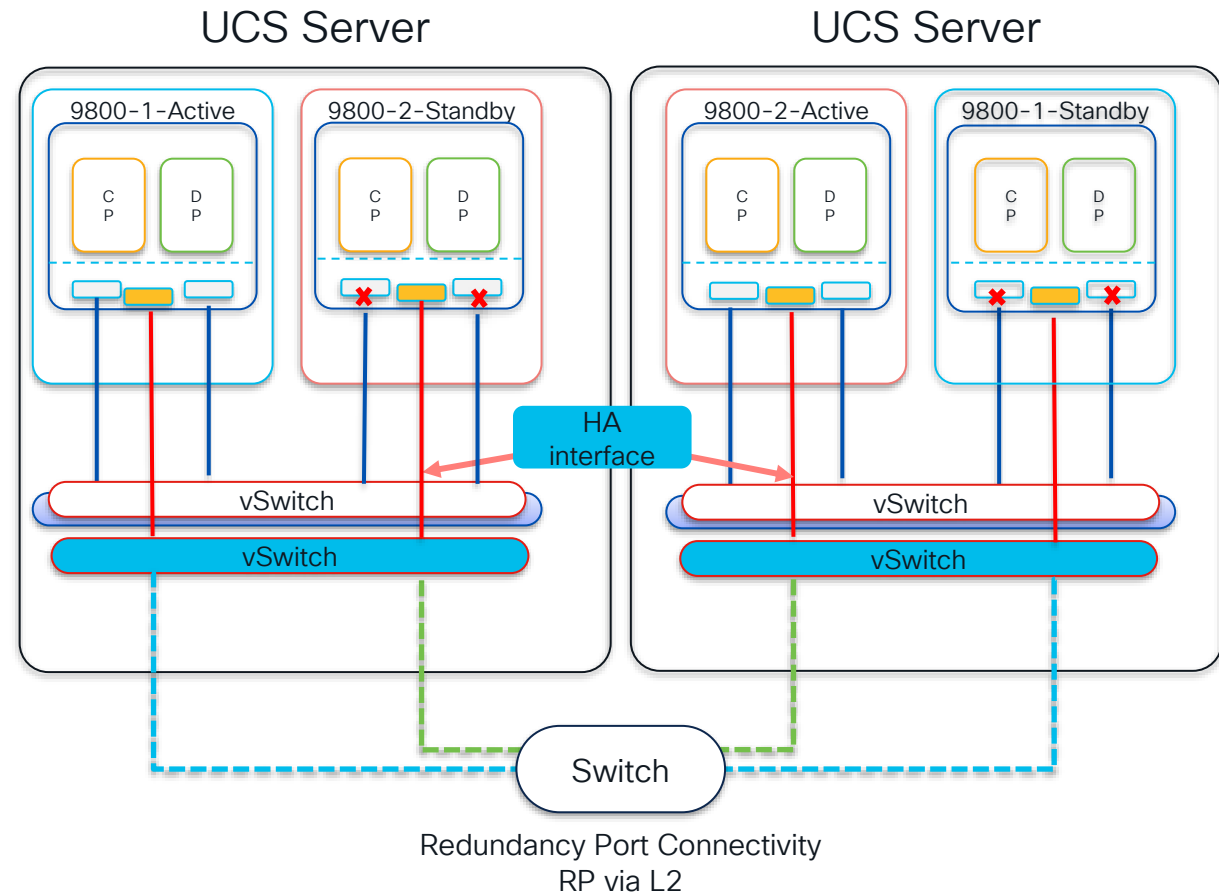 UCS Server
UCS Server
9800-1-Active
9800-2-Standby
9800-2-Active
9800-1-Standby
C
P
D
P
C
P
D
P
C
P
D
P
C
P
D
P
HA
interface
vSwitch
vSwitch
vSwitch
vSwitch
Switch
Redundancy Port Connectivity
RP via L2